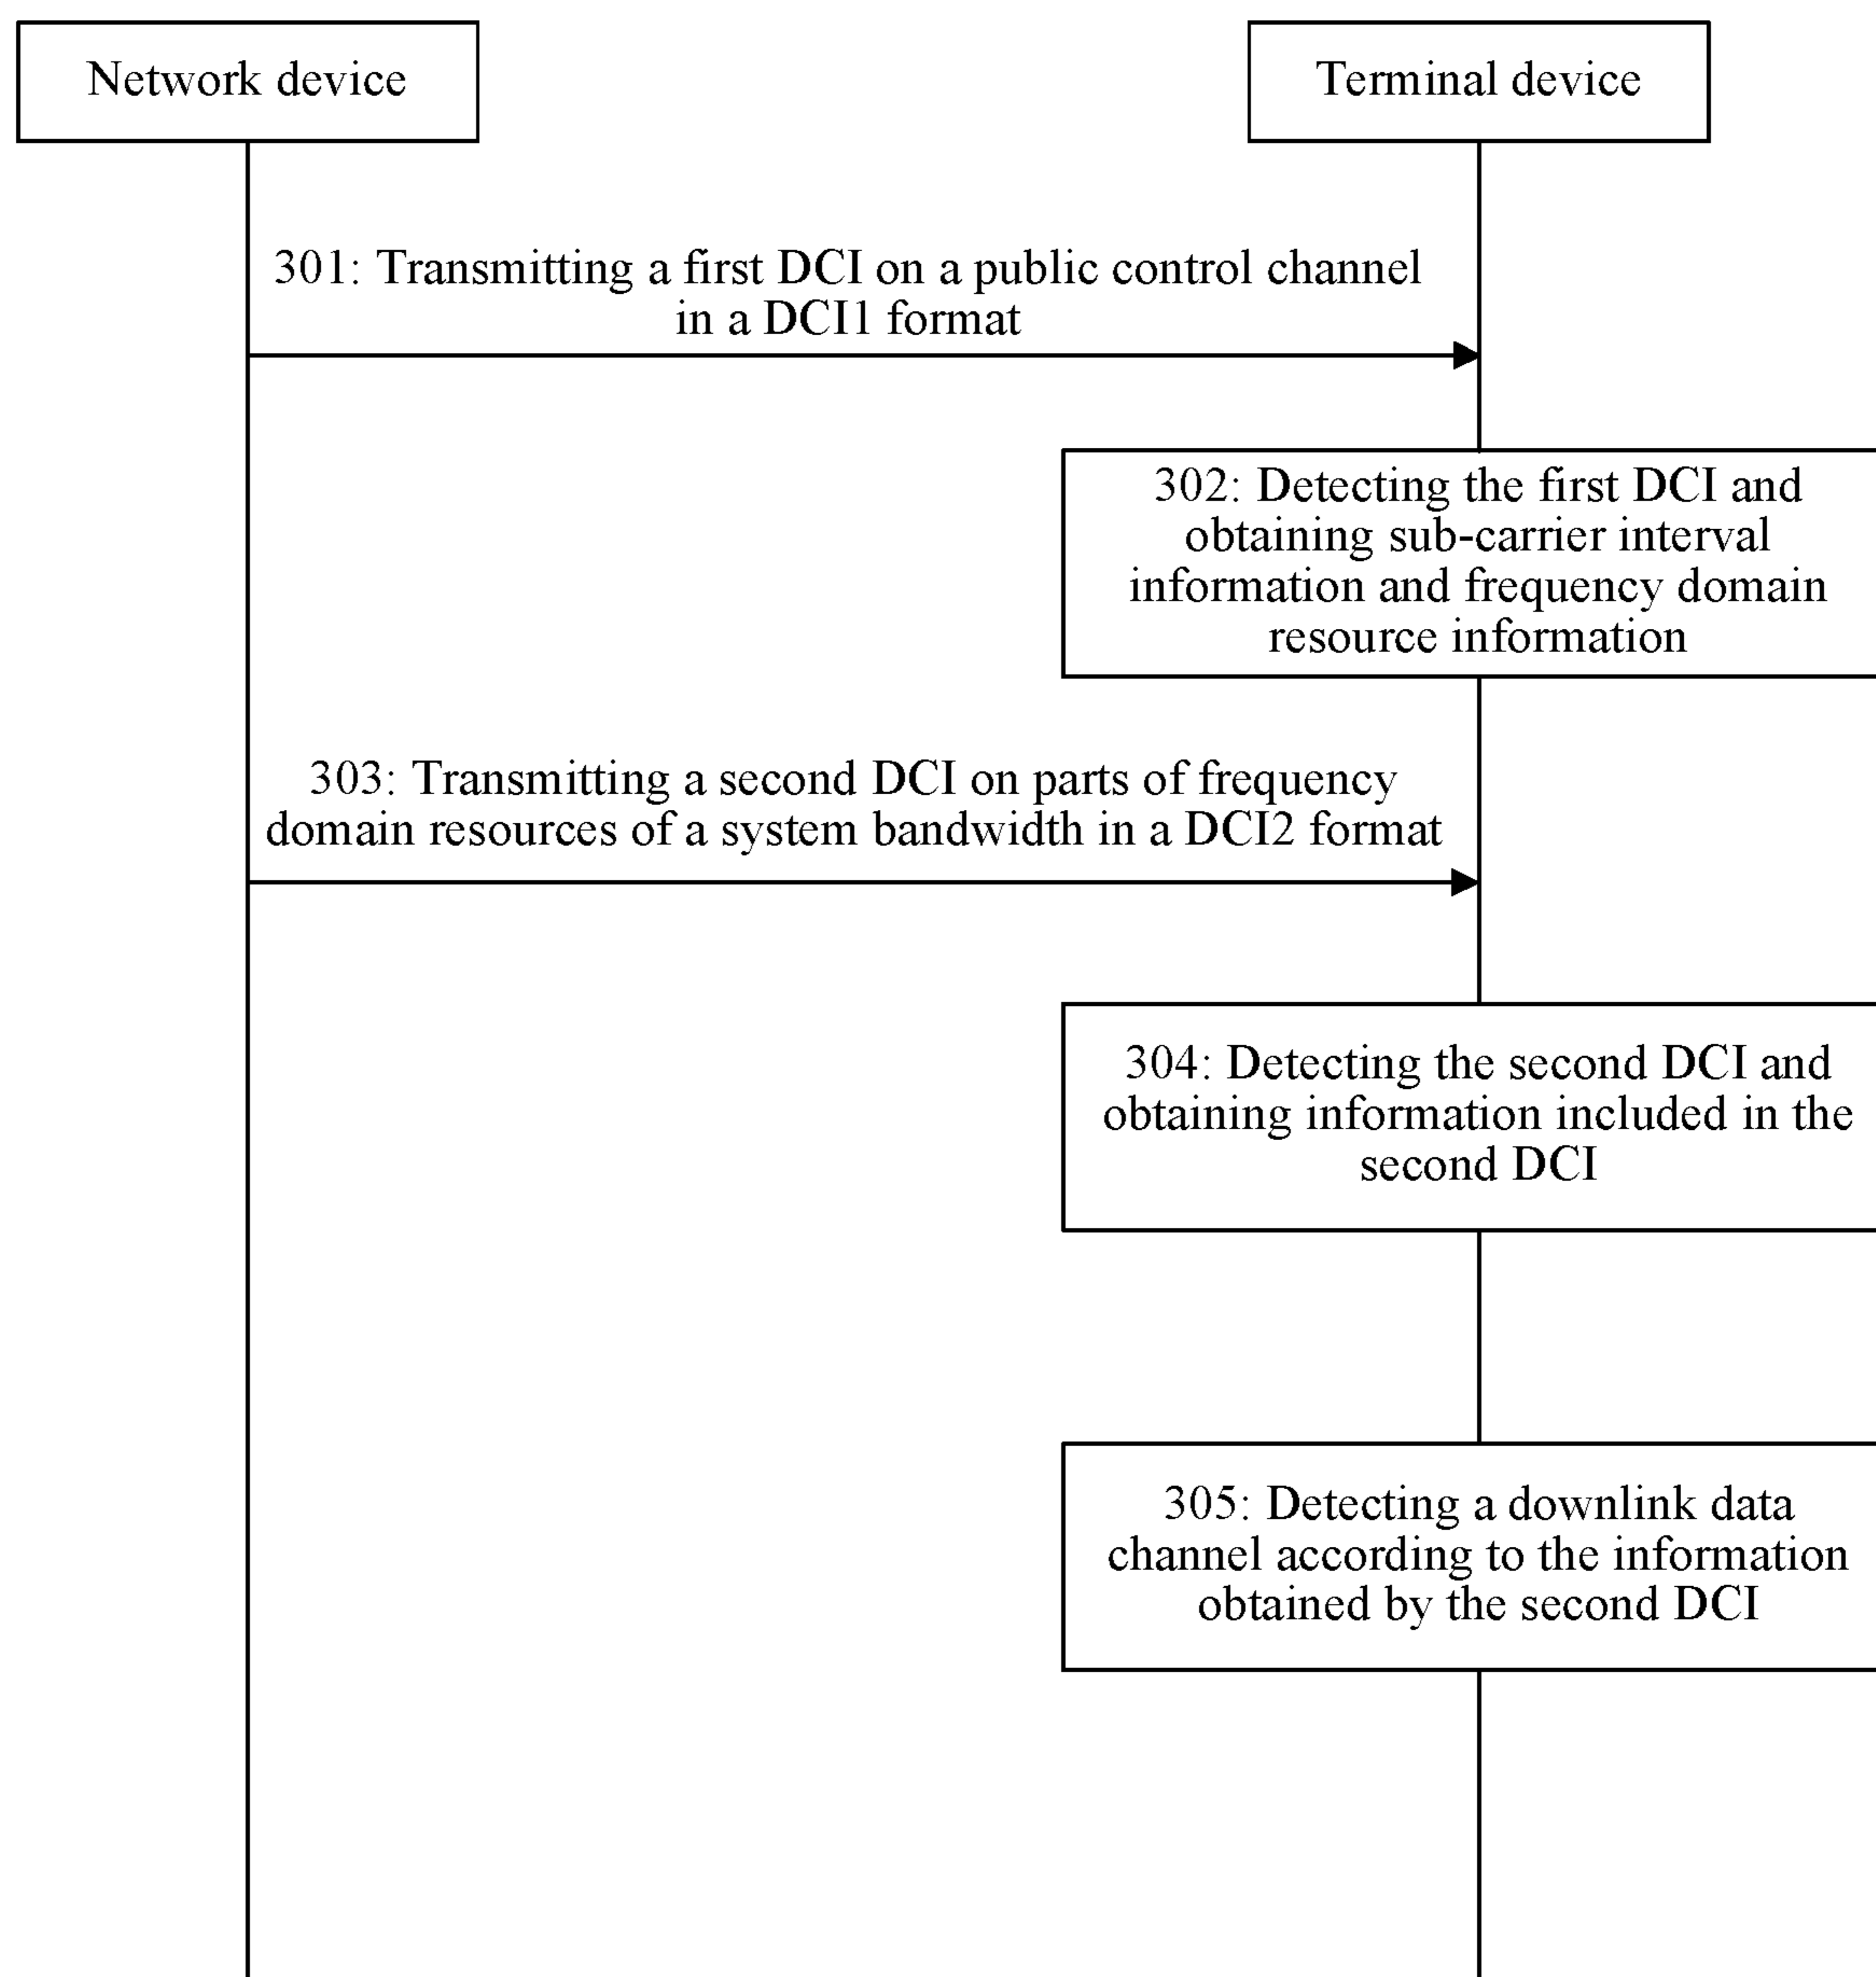 Network device
Terminal device
301: Transmitting a first DCI on a public control channel
in a DCI1 format
302: Detecting the first DCI and
obtaining sub-carrier interval
information and frequency domain
resource information
303: Transmitting a second DCI on parts of frequency
domain resources of a system bandwidth in a DCI2 format
304: Detecting the second DCI and
obtaining information included in the
second DCI
305: Detecting a downlink data
channel according to the information
obtained by the second DCI